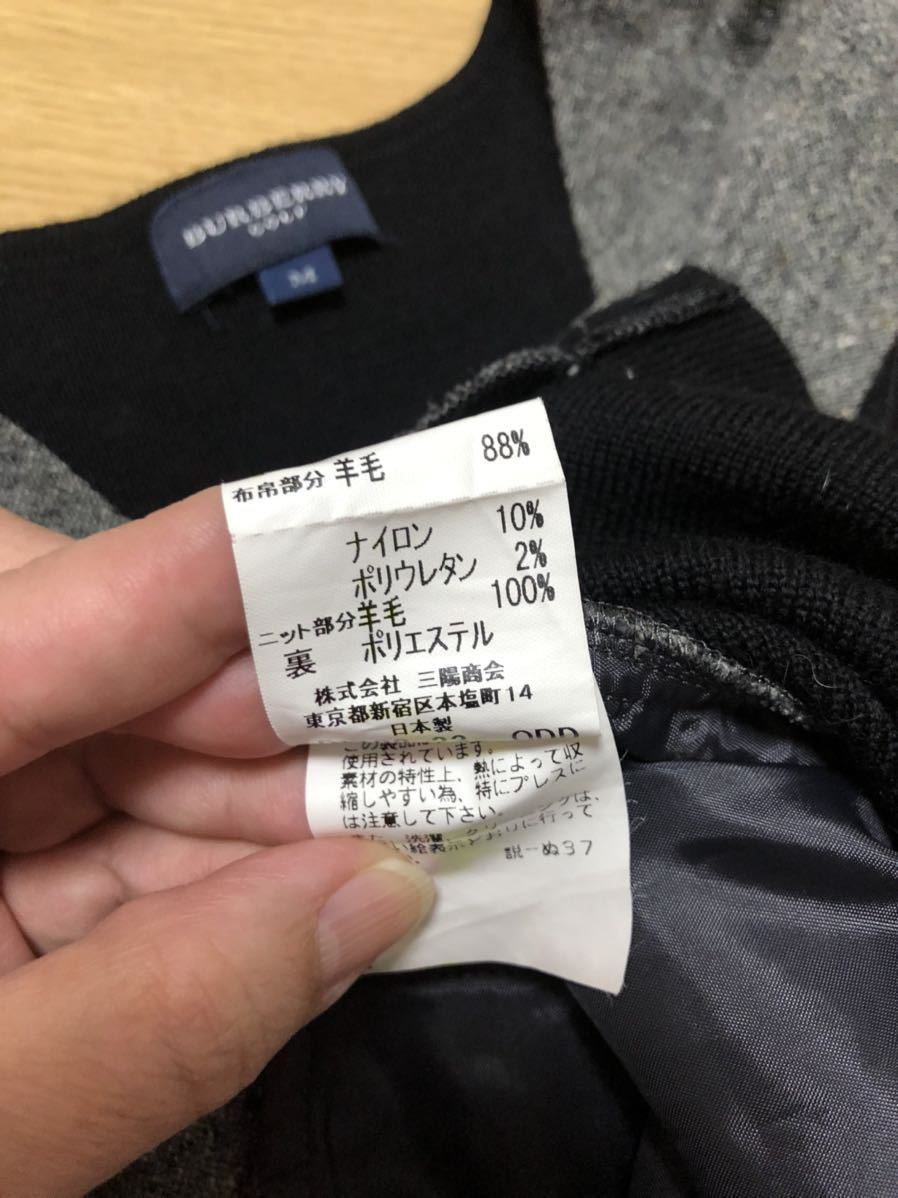 BURBERRY
GOLF
M
布帛部分 羊毛 88%
ナイロン 10%
ポリウレタン 2%
ニット部分 羊毛 100%
裏 ポリエステル
株式会社 三陽商会
東京都新宿区本塩町14
日本製
使用されています。
素材の特性上、熱によって収
縮しやすい為、特にプレスに
は注意して下さい。
説-ぬ37